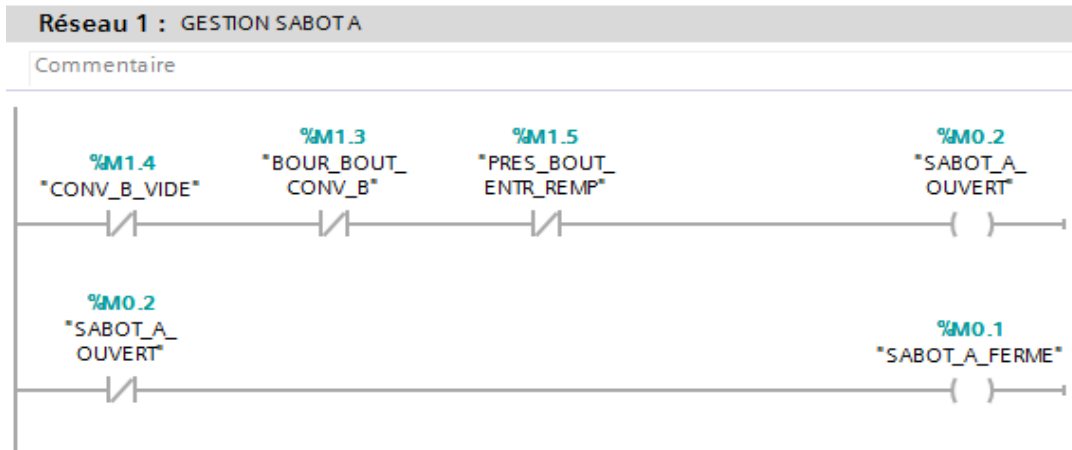 Réseau 1 : GESTION SABOT A
Commentaire
%M1.4
"CONV_B_VIDE"
%M1.3
"BOUR_BOUT_
CONV_B"
%M1.5
"PRES_BOUT_
ENTR_REMP"
%M0.2
"SABOT_A_
OUVERT"
%M0.2
"SABOT_A_
OUVERT"
%M0.1
"SABOT_A_FERME"